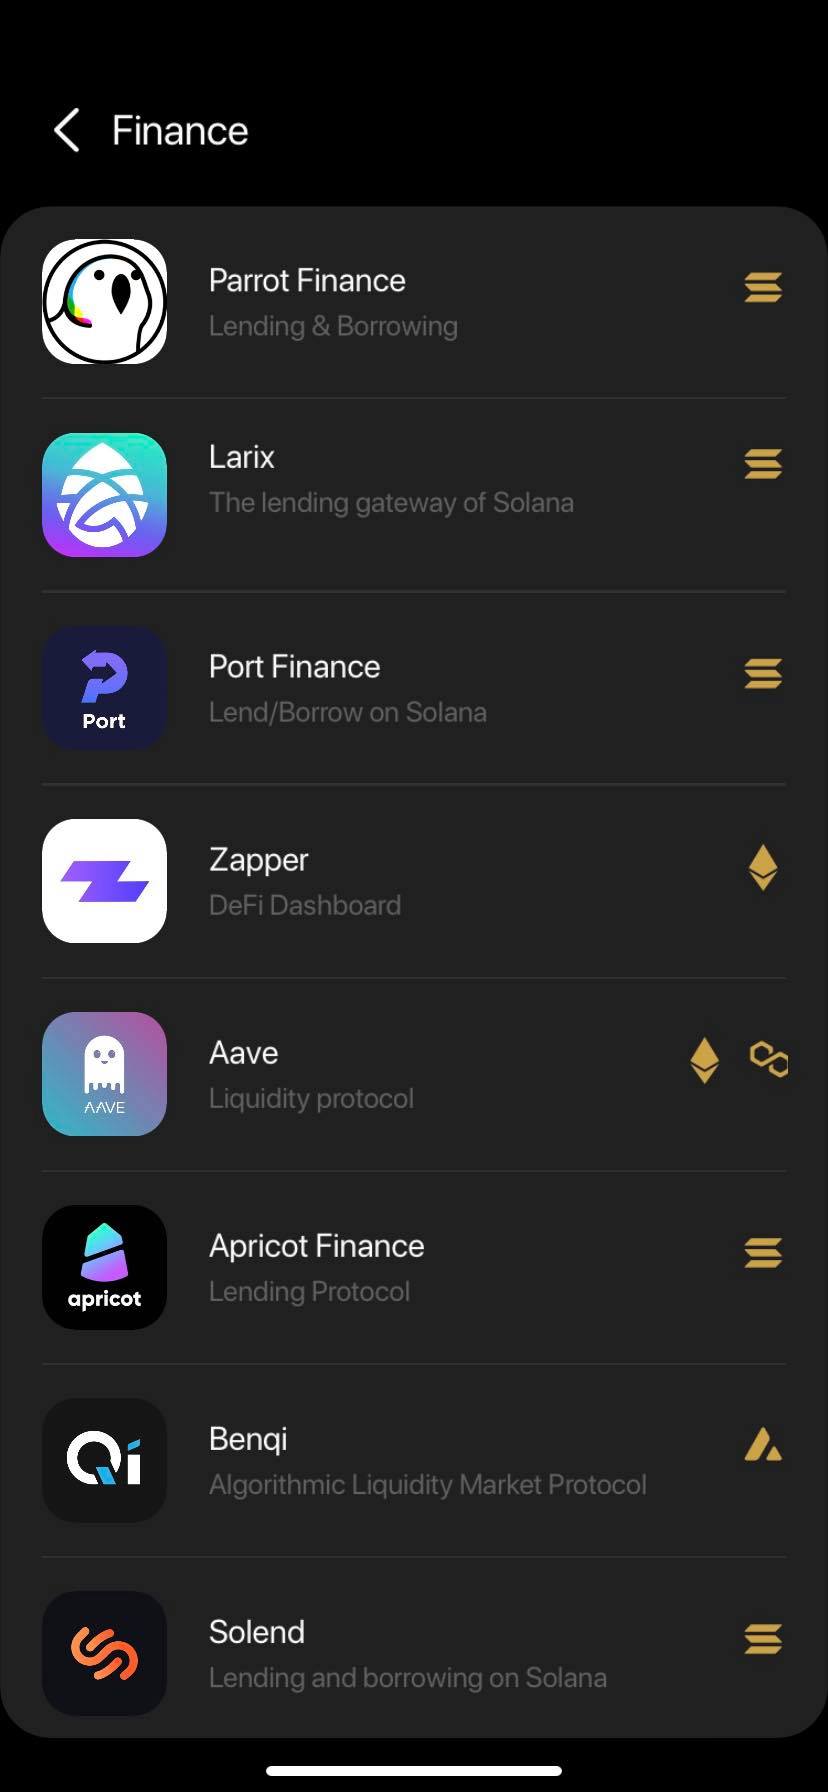 Finance
Parrot Finance
Lending & Borrowing
Larix
The lending gateway of Solana
Port
Port Finance
Lend/Borrow on Solana
Zapper
DeFi Dashboard
AAVE
Aave
Liquidity protocol
apricot
Apricot Finance
Lending Protocol
Qi
Benqi
Algorithmic Liquidity Market Protocol
Solend
Lending and borrowing on Solana